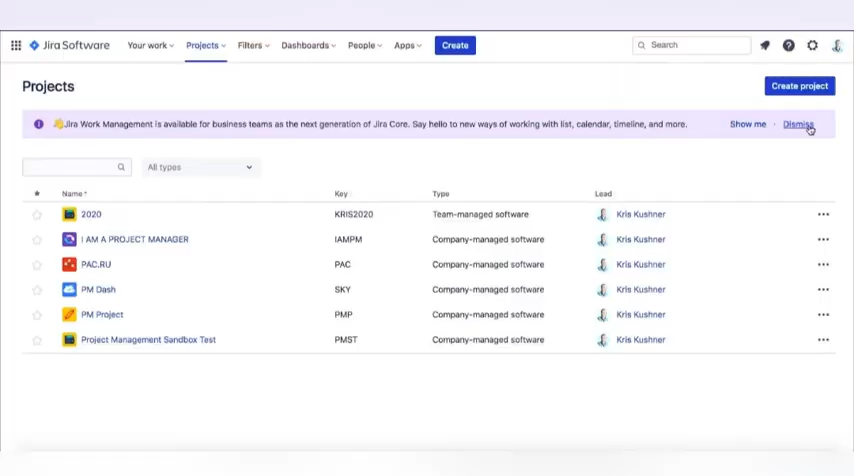 Jira Software Your work Projects Filters Dashboards People Apps Create Search
Projects Create project
Jira Work Management is available for business teams as the next generation of Jira Core. Say hello to new ways of working with list, calendar, timeline, and more. Show me · Dismiss
All types
Name Key Type Lead
2020 KRIS2020 Team-managed software Kris Kushner
I AM A PROJECT MANAGER IAMPM Company-managed software Kris Kushner
PAC.RU PAC Company-managed software Kris Kushner
PM Dash SKY Company-managed software Kris Kushner
PM Project PMP Company-managed software Kris Kushner
Project Management Sandbox Test PMST Company-managed software Kris Kushner